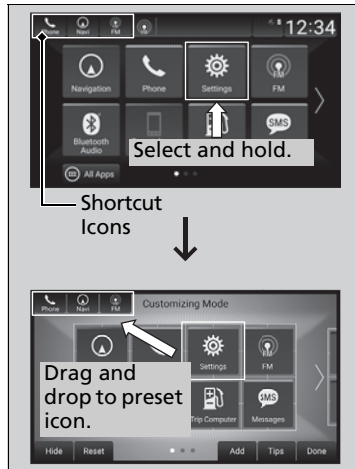 Phone Navi FM 12:34
Navigation Phone Settings FM
Bluetooth
Audio
SMS
Select and hold.
All Apps
Shortcut
Icons
Phone Navi FM Customizing Mode
Settings FM
Drag and
drop to preset
icon.
Trip Computer Messages
SMS
Hide Reset Add Tips Done